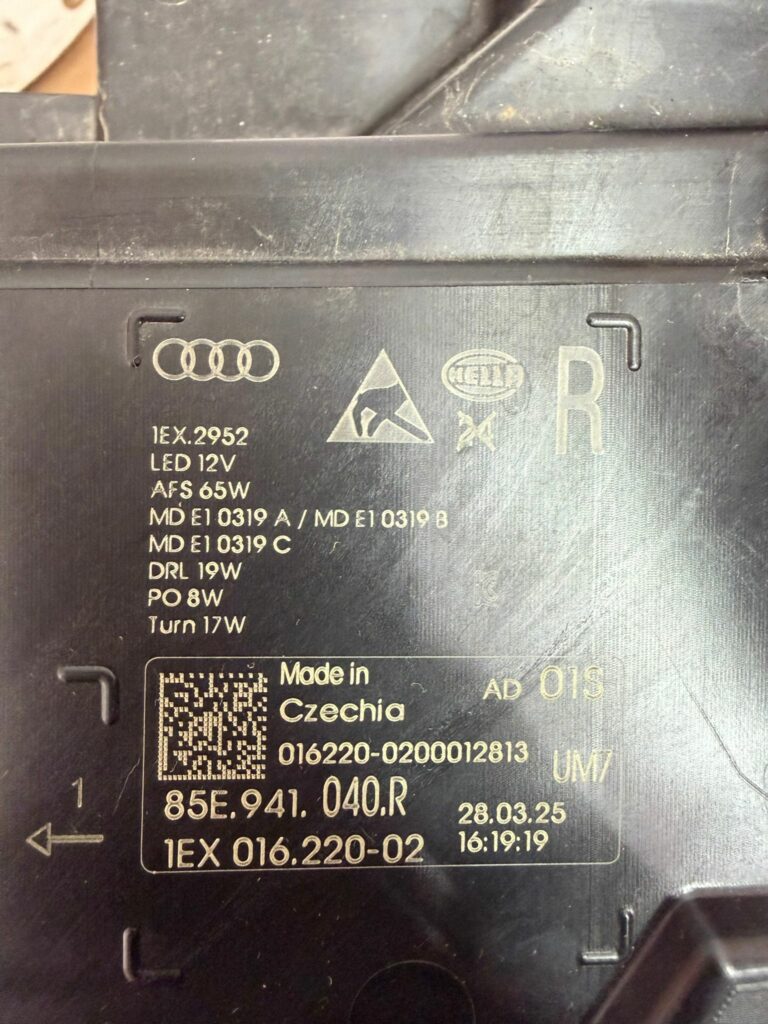 HELLA
R
1EX.2952
LED 12V
AFS 65W
MD E1 0319 A / MD E1 0319 B
MD E1 0319 C
DRL 19W
PO 8W
Turn 17W
Made in
Czechia
AD 01S
016220-0200012813
UM7
85E.941. 040.R
28.03.25
1EX 016.220-02
16:19:19
1